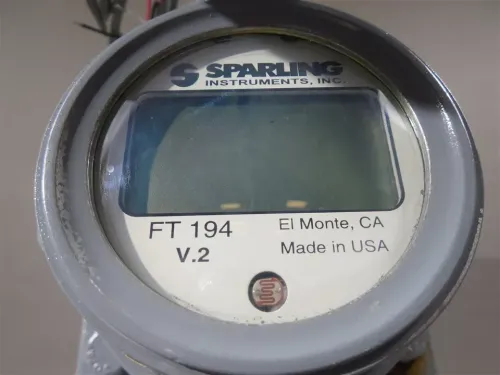 SPARLING
INSTRUMENTS, INC.
FT 194
V.2
El Monte, CA
Made in USA